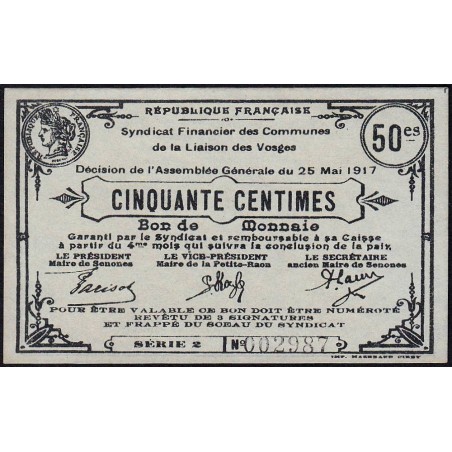 RÉPUBLIQUE FRANÇAISE
RÉPUBLIQUE FRANÇAISE
50es
Syndicat Financier des Communes
de la Liaison des Vosges
Décision de l'Assemblée Générale du 25 Mai 1917
CINQUANTE CENTIMES
Bon de Monnaie
Garanti par le Syndicat et remboursable à sa Caisse
à partir du 4me mois qui suivra conclusion de la paix.
LE PRÉSIDENT LE VICE-PRÉSIDENT LE SECRÉTAIRE
Maire de Senones Maire de la Petite-Raon ancien Maire de Senones
POUR ÊTRE VALABLE CE BON DOIT ÊTRE NUMÉROTÉ
REVÊTU DE 3 SIGNATURES
ET FRAPPÉ DU SCEAU DU SYNDICAT
SÉRIE 2 No 002987
IMP.